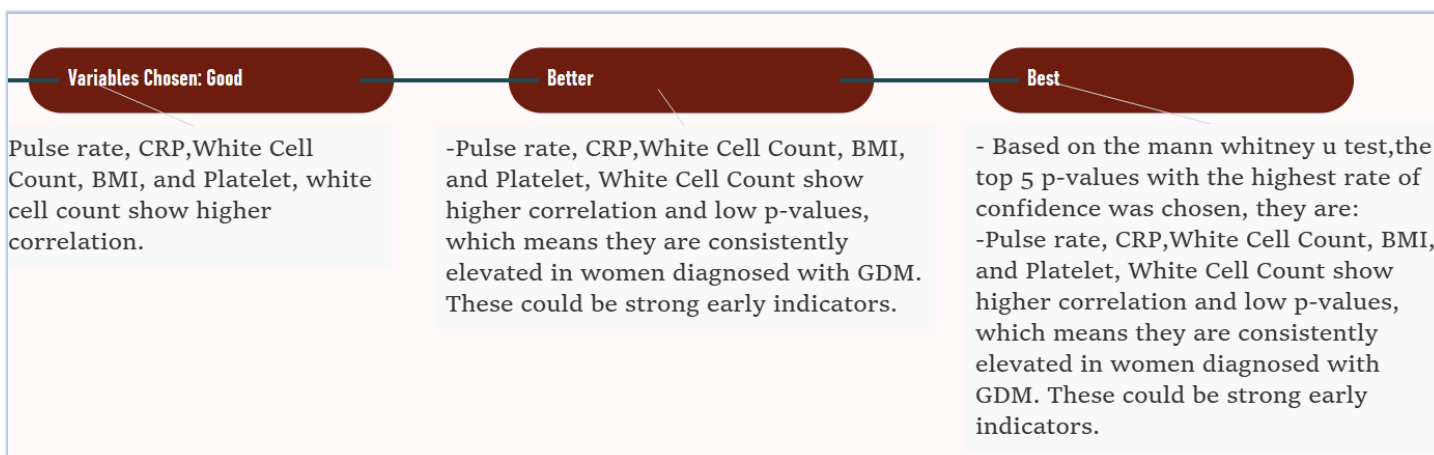 Variables Chosen: Good
Pulse rate, CRP,White Cell
Count, BMI, and Platelet, white
cell count show higher
correlation.
Better
-Pulse rate, CRP,White Cell Count, BMI,
and Platelet, White Cell Count show
higher correlation and low p-values,
which means they are consistently
elevated in women diagnosed with GDM.
These could be strong early indicators.
Best
- Based on the mann whitney u test,the
top 5 p-values with the highest rate of
confidence was chosen, they are:
-Pulse rate, CRP,White Cell Count, BMI,
and Platelet, White Cell Count show
higher correlation and low p-values,
which means they are consistently
elevated in women diagnosed with
GDM. These could be strong early
indicators.